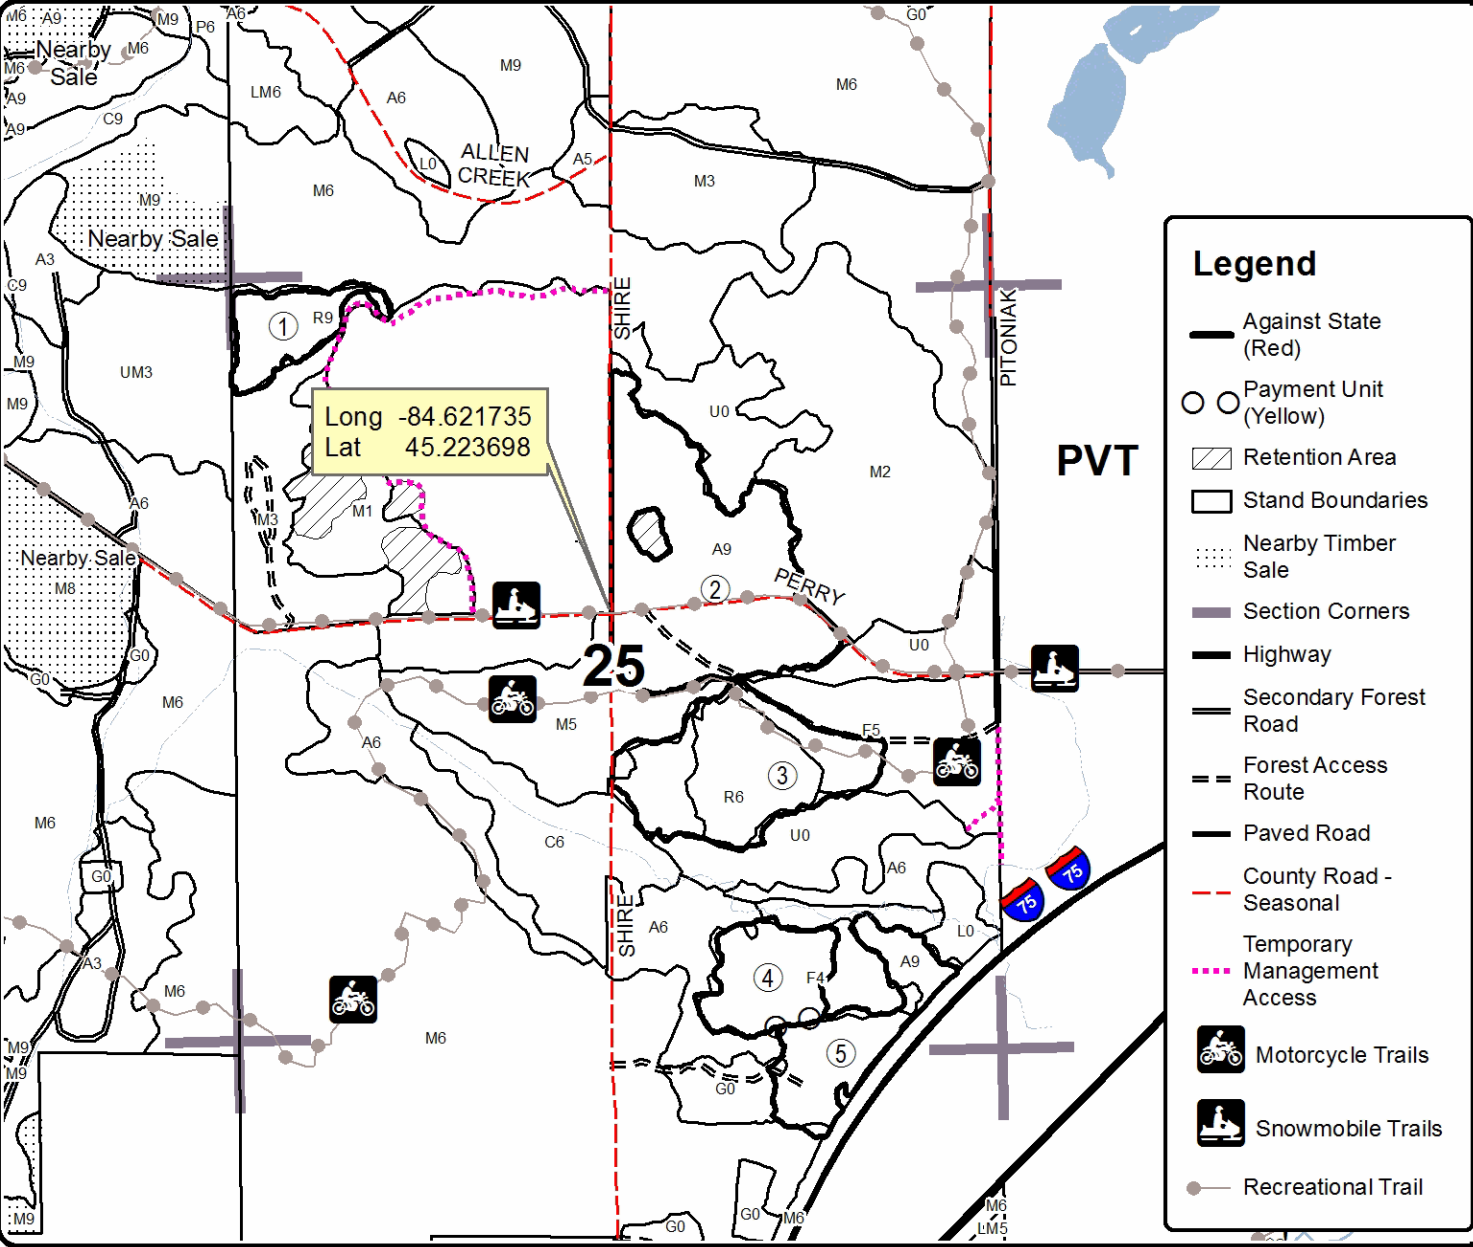 M6
A9
M9
P6
A6
G0
Nearby
Sale
M6
M6
A9
A9
C9
LM6
A6
M9
M6
L0
ALLEN
CREEK
A5
M3
M6
M9
Nearby Sale
A3
C9
SHIRE
PITONIAK
1
R9
M9
UM3
M9
Long -84.621735
Lat 45.223698
U0
M2
PVT
A6
M3
M1
A9
Nearby Sale
M8
2
PERRY
G0
G0
U0
25
M6
M5
F5
A6
3
R6
M6
C6
U0
A6
G0
75
75
SHIRE
A6
L0
A3
A9
4
F4
M6
M6
5
M9
M9
G0
M9
G0
G0
M6
M6
LM5
Legend
Against State
(Red)
Payment Unit
(Yellow)
Retention Area
Stand Boundaries
Nearby Timber
Sale
Section Corners
Highway
Secondary Forest
Road
Forest Access
Route
Paved Road
County Road -
Seasonal
Temporary
Management
Access
Motorcycle Trails
Snowmobile Trails
Recreational Trail